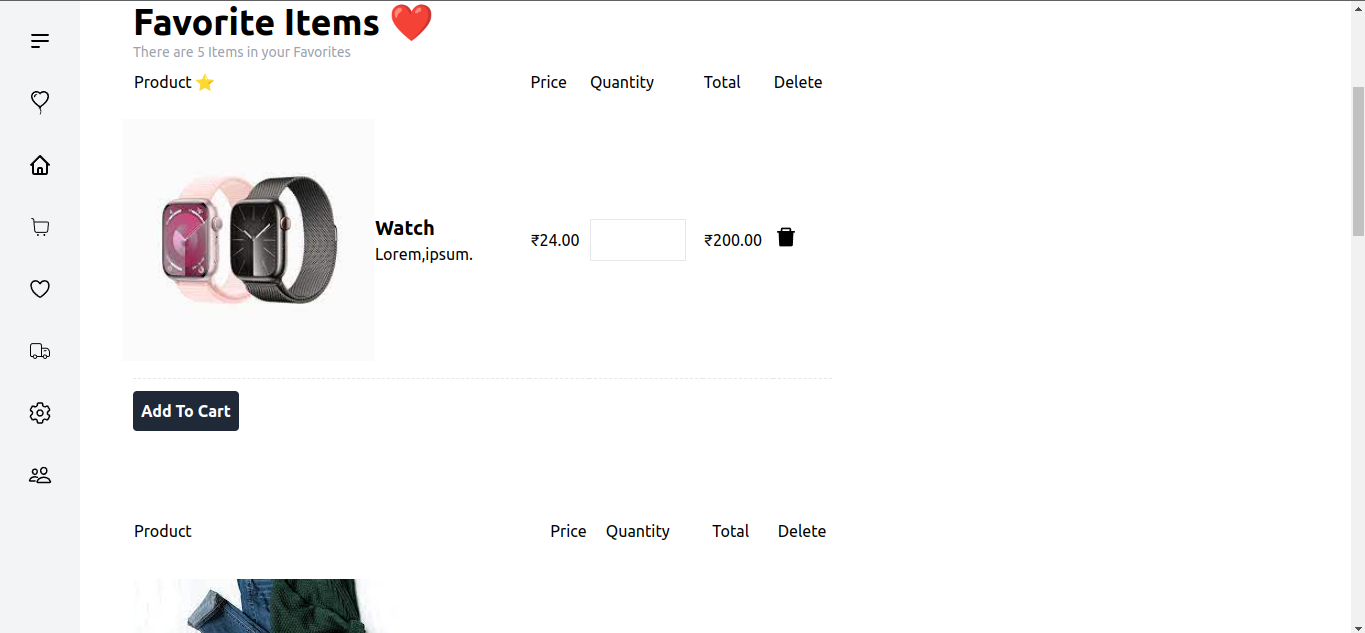 Favorite Items ❤️
There are 5 Items in your Favorites
Product ⭐ Price Quantity Total Delete
Watch
Lorem,ipsum.
₹24.00 ₹200.00
Add To Cart
Product Price Quantity Total Delete